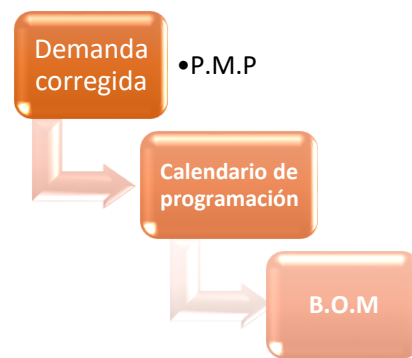 Demanda
corregida
•P.M.P
Calendario de
programación
B.O.M